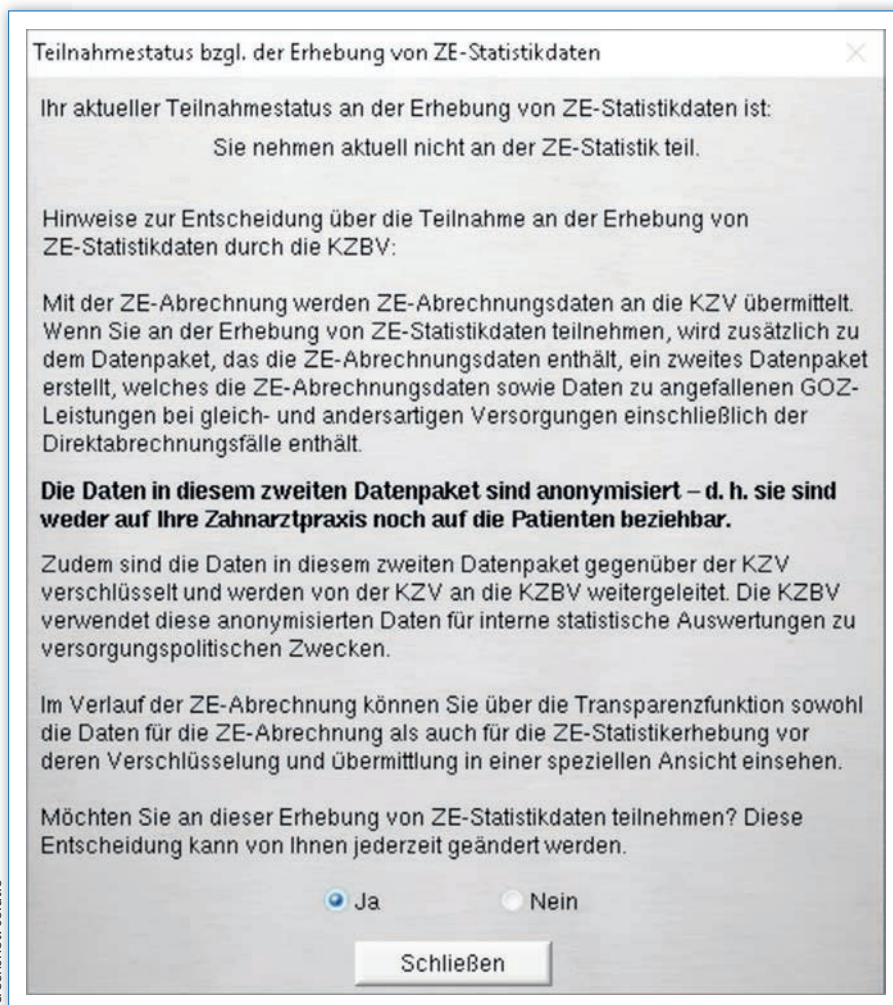 Teilnahmestatus bzgl. der Erhebung von ZE-Statistikdaten
Ihr aktueller Teilnahmestatus an der Erhebung von ZE-Statistikdaten ist:
Sie nehmen aktuell nicht an der ZE-Statistik teil.
Hinweise zur Entscheidung über die Teilnahme an der Erhebung von
ZE-Statistikdaten durch die KZBV:
Mit der ZE-Abrechnung werden ZE-Abrechnungsdaten an die KZV übermittelt.
Wenn Sie an der Erhebung von ZE-Statistikdaten teilnehmen, wird zusätzlich zu
dem Datenpaket, das die ZE-Abrechnungsdaten enthält, ein zweites Datenpaket
erstellt, welches die ZE-Abrechnungsdaten sowie Daten zu angefallenen GOZ-
Leistungen bei gleich- und andersartigen Versorgungen einschließlich der
Direktabrechnungsfälle enthält.
Die Daten in diesem zweiten Datenpaket sind anonymisiert – d. h. sie sind
weder auf Ihre Zahnarztpraxis noch auf die Patienten beziehbar.
Zudem sind die Daten in diesem zweiten Datenpaket gegenüber der KZV
verschlüsselt und werden von der KZV an die KZBV weitergeleitet. Die KZBV
verwendet diese anonymisierten Daten für interne statistische Auswertungen zu
versorgungspolitischen Zwecken.
Im Verlauf der ZE-Abrechnung können Sie über die Transparenzfunktion sowohl
die Daten für die ZE-Abrechnung als auch für die ZE-Statistikerhebung vor
deren Verschlüsselung und übermittlung in einer speziellen Ansicht einsehen.
Möchten Sie an dieser Erhebung von ZE-Statistikdaten teilnehmen? Diese
Entscheidung kann von Ihnen jederzeit geändert werden.
Ja Nein
Schließen